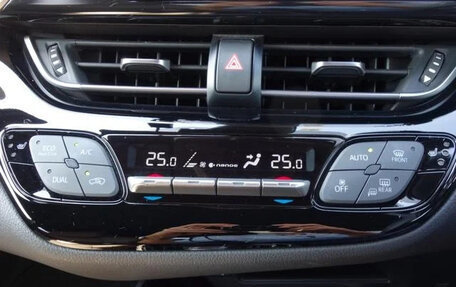 ECO
A/C
DUAL
25.0 nanoe 25.0
AUTO
FRONT
OFF
REAR